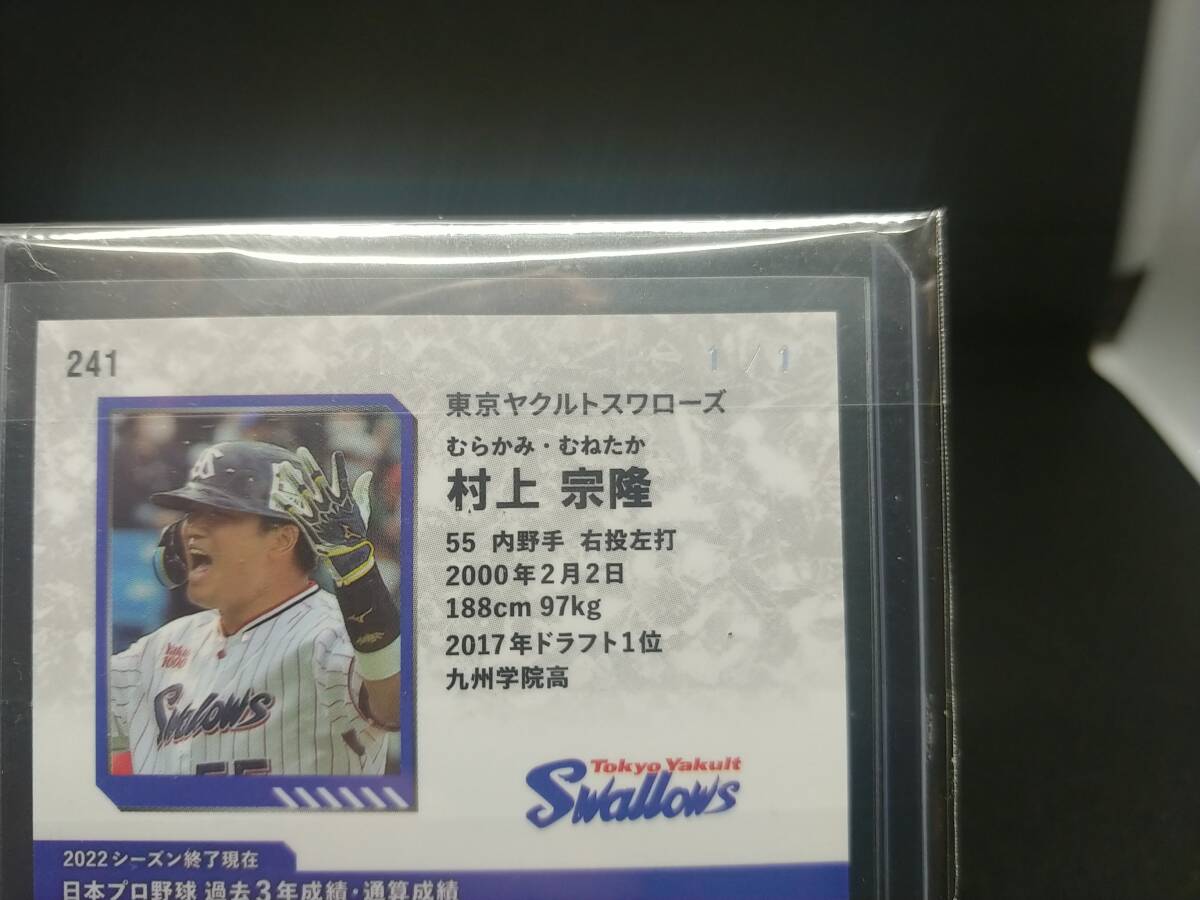 241
1/1
東京ヤクルトスワローズ
むらかみ・むねたか
村上 宗隆
55 内野手 右投左打
2000年2月2日
188cm 97kg
2017年ドラフト1位
九州学院高
Yakult
1000
Swallows
55
Tokyo Yakult
Swallows
2022シーズン終了現在
日本プロ野球 過去3年成績・通算成績